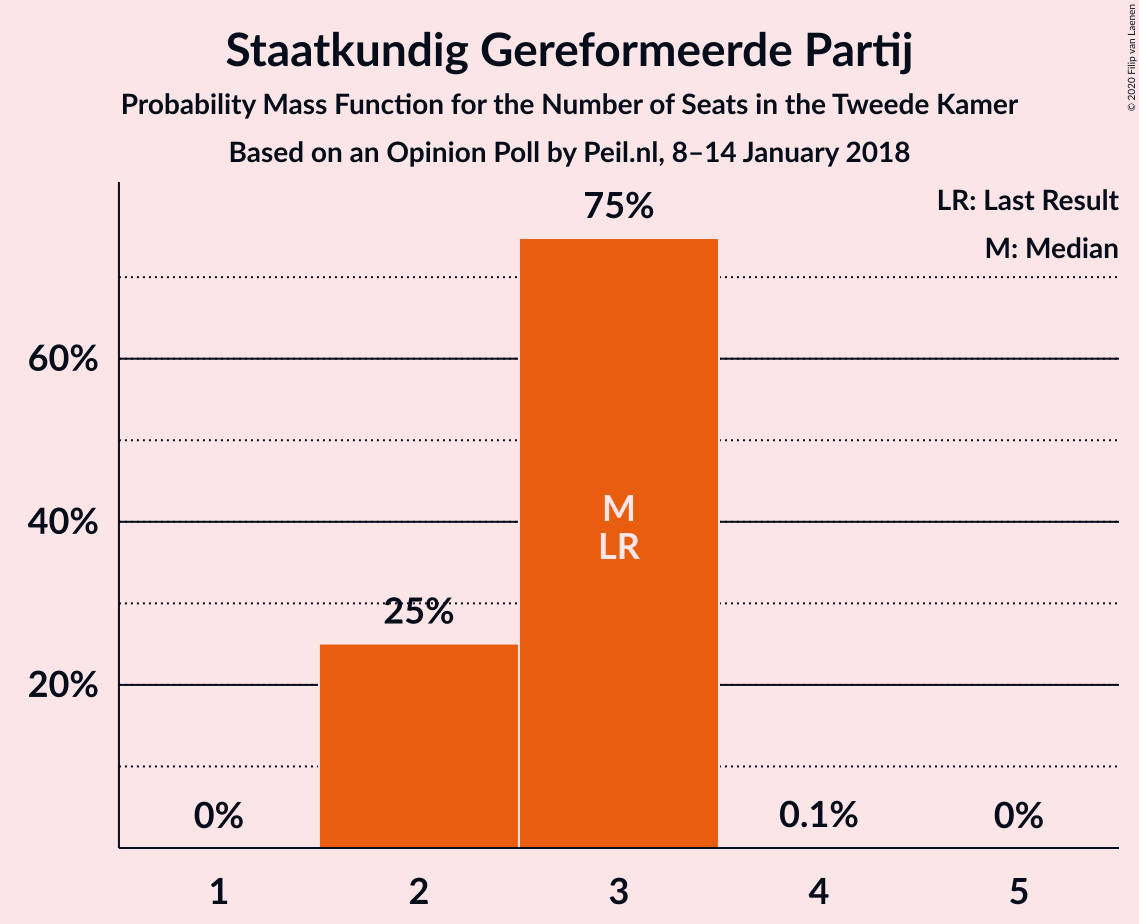 Staatkundig Gereformeerde Partij
Probability Mass Function for the Number of Seats in the Tweede Kamer
Based on an Opinion Poll by Peil.nl, 8–14 January 2018
© 2020 Filip van Laenen
LR: Last Result
M: Median
75%
60%
40%
20%
M
LR
25%
0%
0.1%
0%
1
2
3
4
5